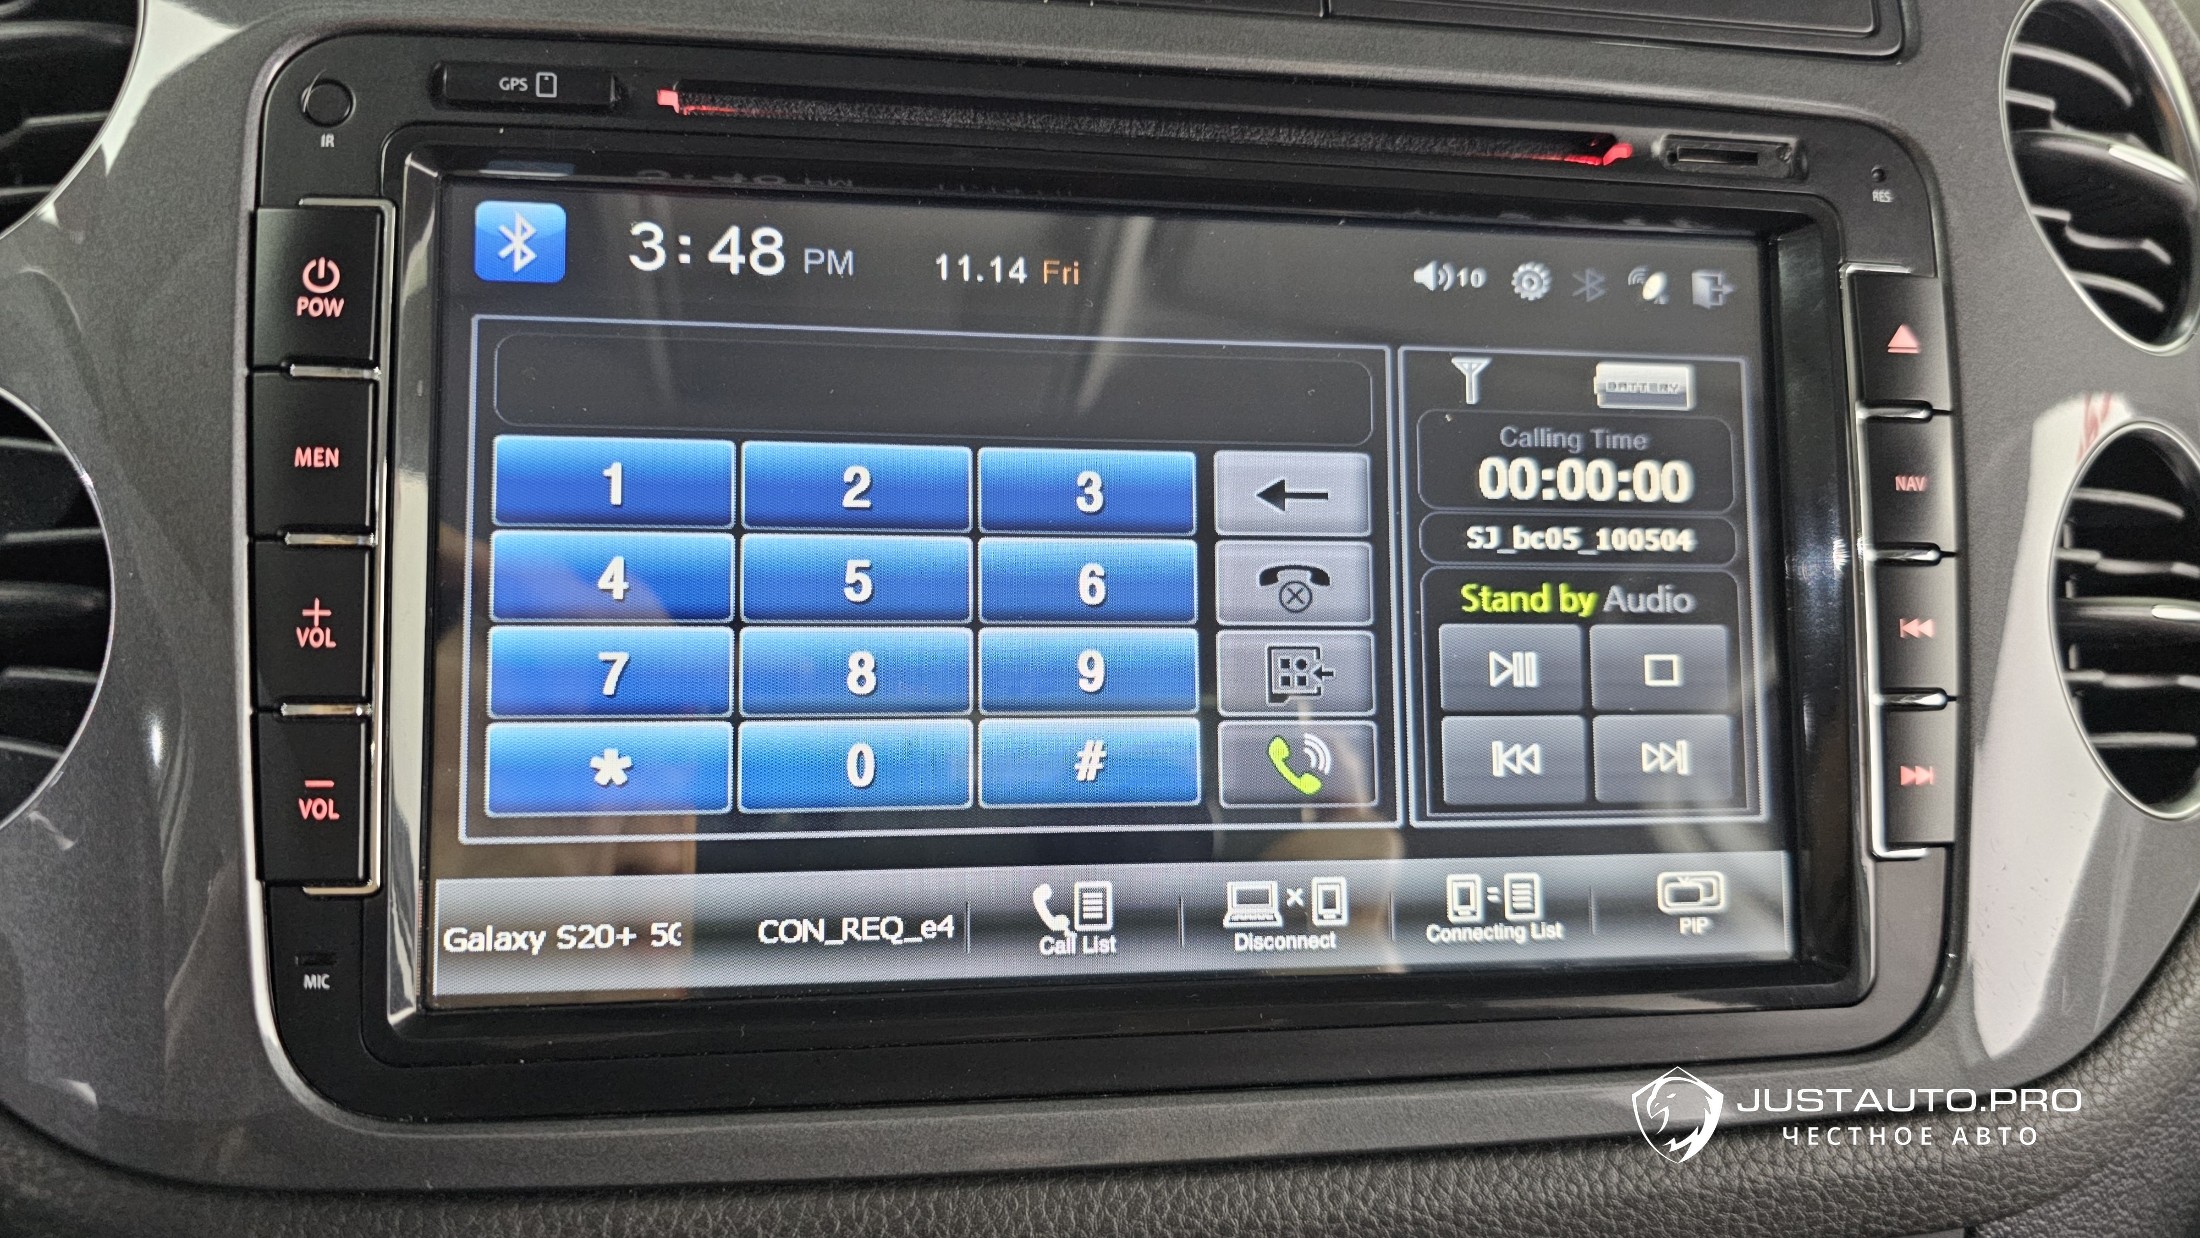 GPS
IR
RES
POW
MEN
+
VOL
−
VOL
MIC
NAV
3:48 PM 11.14 Fri
10
BATTERY
Calling Time
00:00:00
SJ_bc05_100504
Stand by Audio
1 2 3
4 5 6
7 8 9
* 0 #
Galaxy S20+ 5G CON_REQ_e4 Call List Disconnect Connecting List PIP
JUSTAUTO.PRO
ЧЕСТНОЕ АВТО